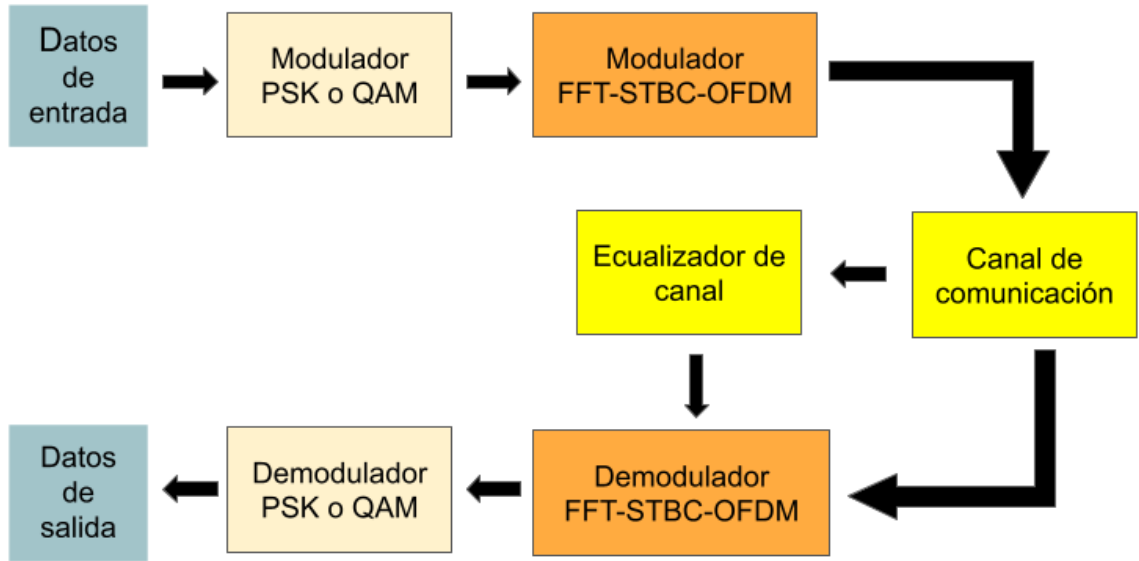 Datos
de
entrada
Modulador
PSK o QAM
Modulador
FFT-STBC-OFDM
Ecualizador de
canal
Canal de
comunicación
Datos
de
salida
Demodulador
PSK o QAM
Demodulador
FFT-STBC-OFDM